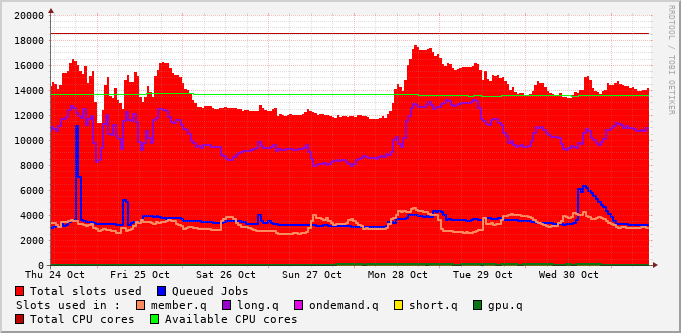 20000
18000
16000
14000
12000
10000
8000
6000
4000
2000
0
Thu 24 Oct Fri 25 Oct Sat 26 Oct Sun 27 Oct Mon 28 Oct Tue 29 Oct Wed 30 Oct
Total slots used Queued Jobs
Slots used in : member.q long.q ondemand.q short.q gpu.q
Total CPU cores Available CPU cores
RRDTOOL / TOBI OETIKER